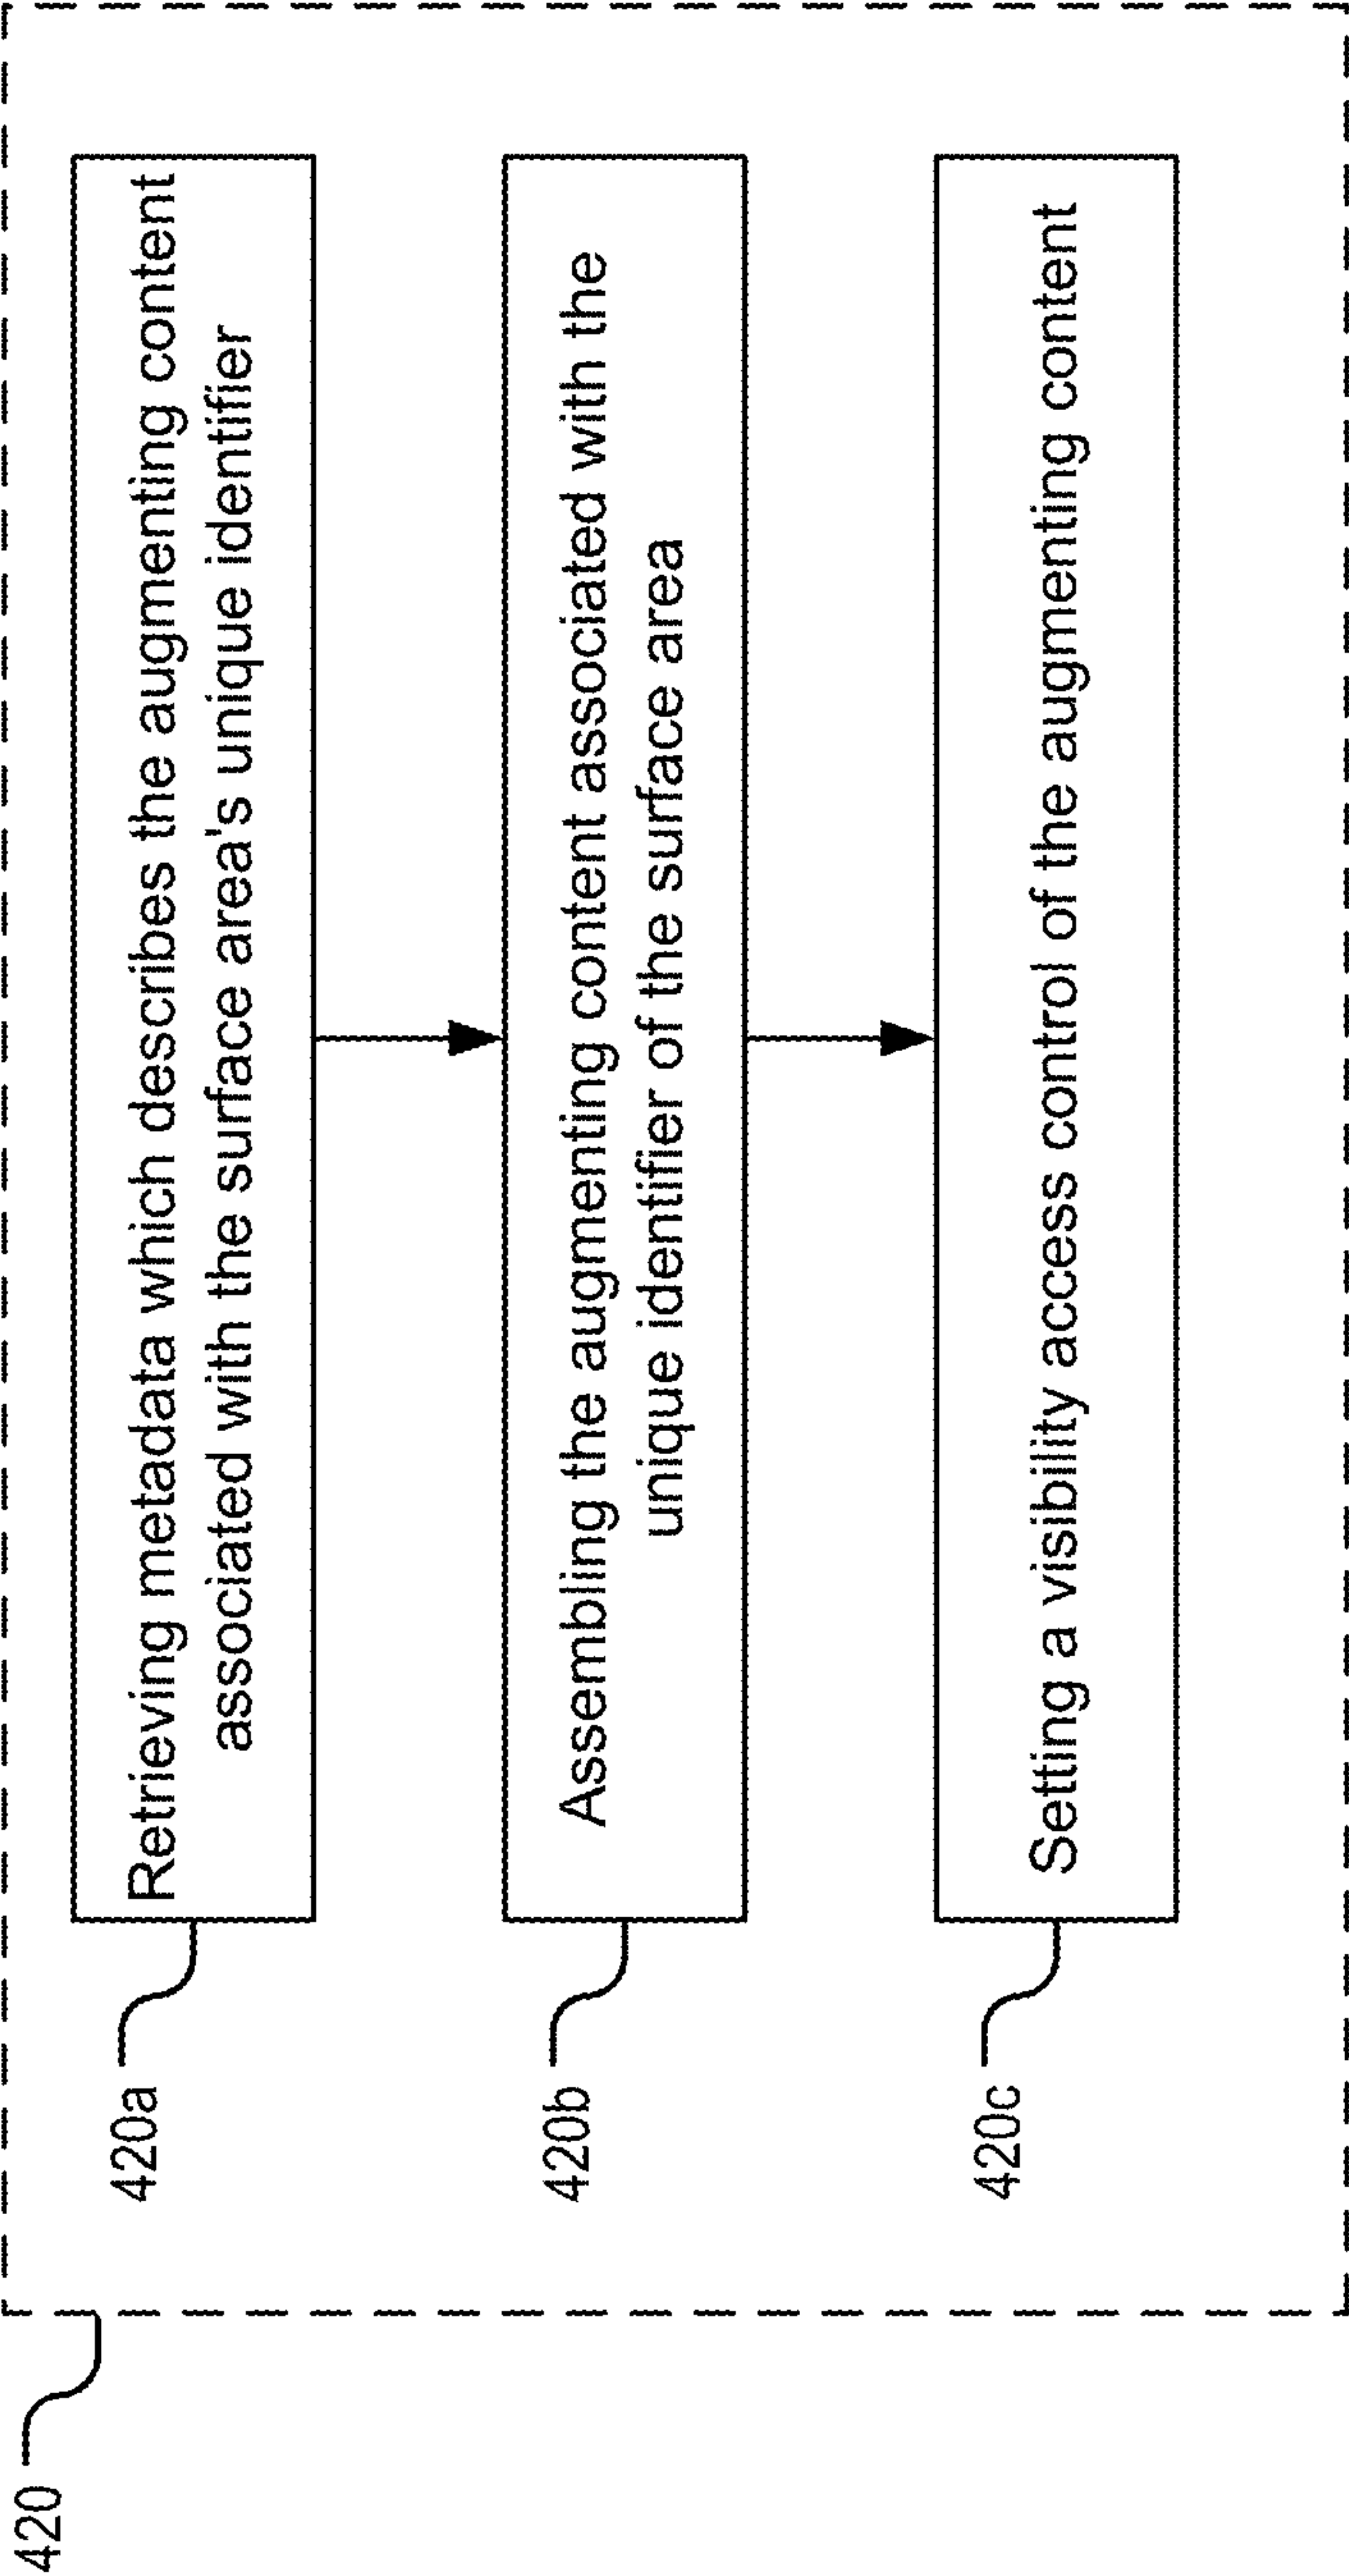 420
420a
Retrieving metadata which describes the augmenting content
associated with the surface area's unique identifier
420b
Assembling the augmenting content associated with the
unique identifier of the surface area
420c
Setting a visibility access control of the augmenting content